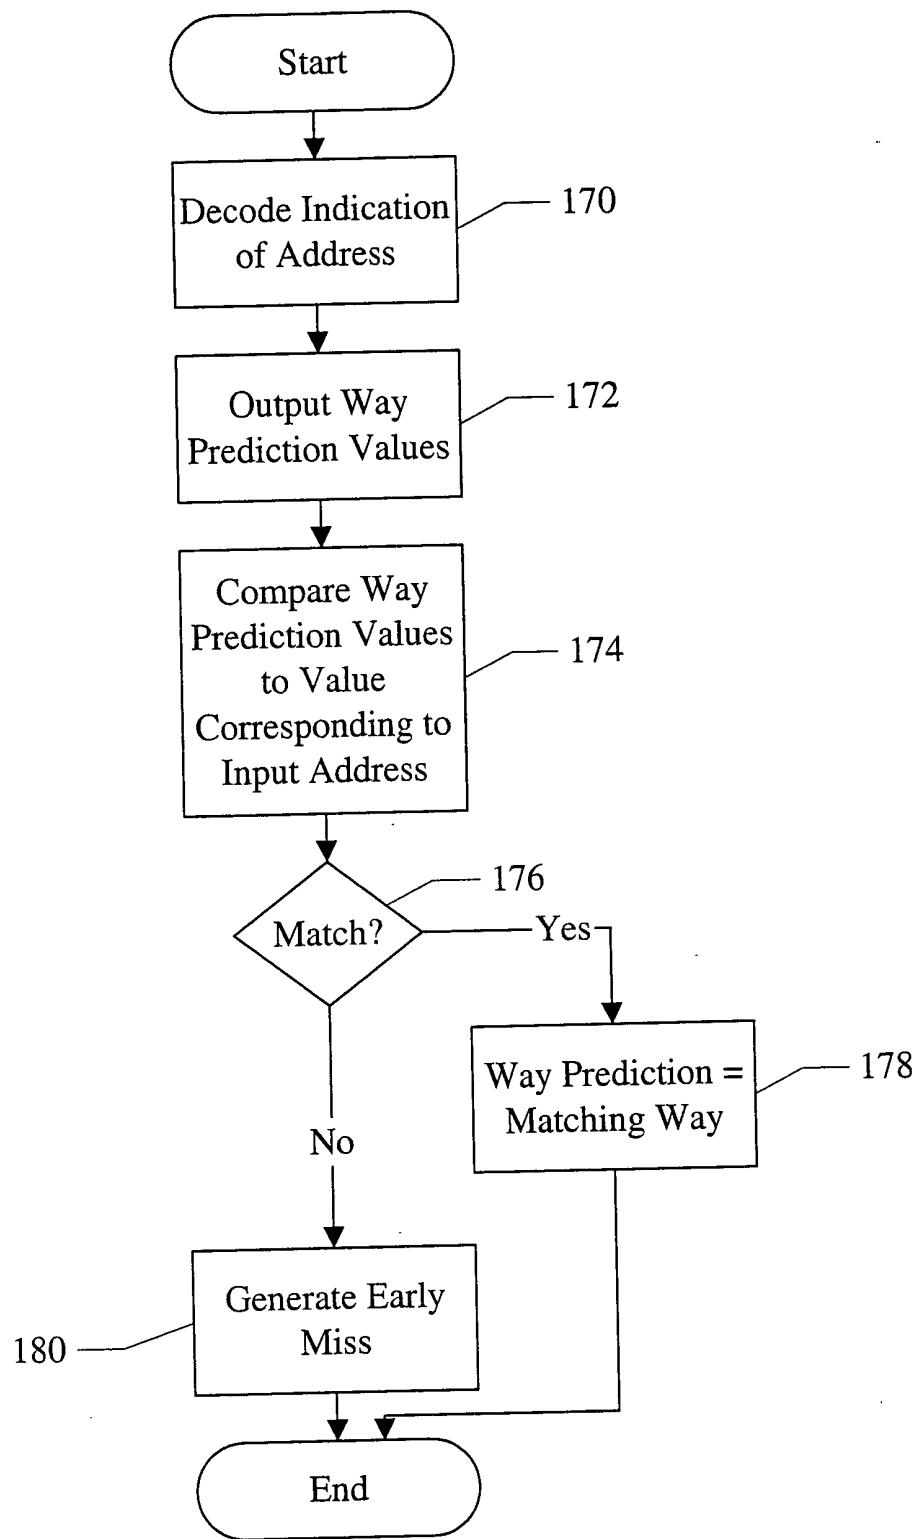 Start
Decode Indication
of Address
170
Output Way
Prediction Values
172
Compare Way
Prediction Values
to Value
Corresponding to
Input Address
174
Match?
176
Yes
Way Prediction =
Matching Way
178
No
Generate Early
Miss
180
End